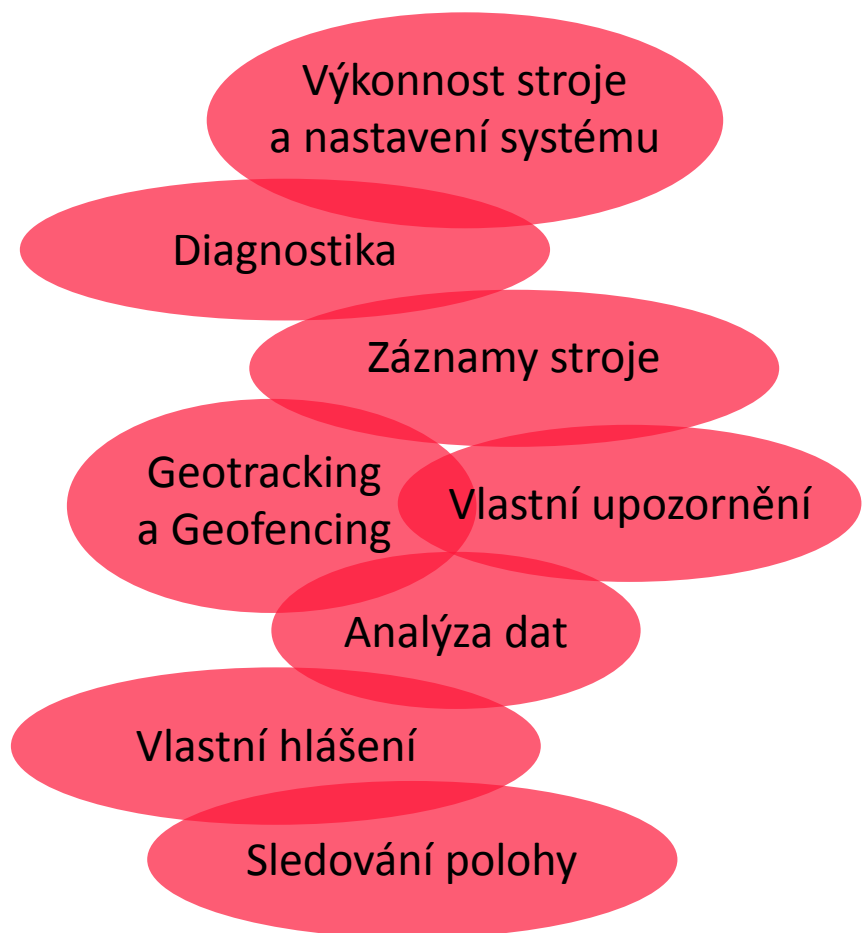 Výkonnost stroje
a nastavení systému
Diagnostika
Záznamy stroje
Geotracking
a Geofencing
Vlastní upozornění
Analýza dat
Vlastní hlášení
Sledování polohy